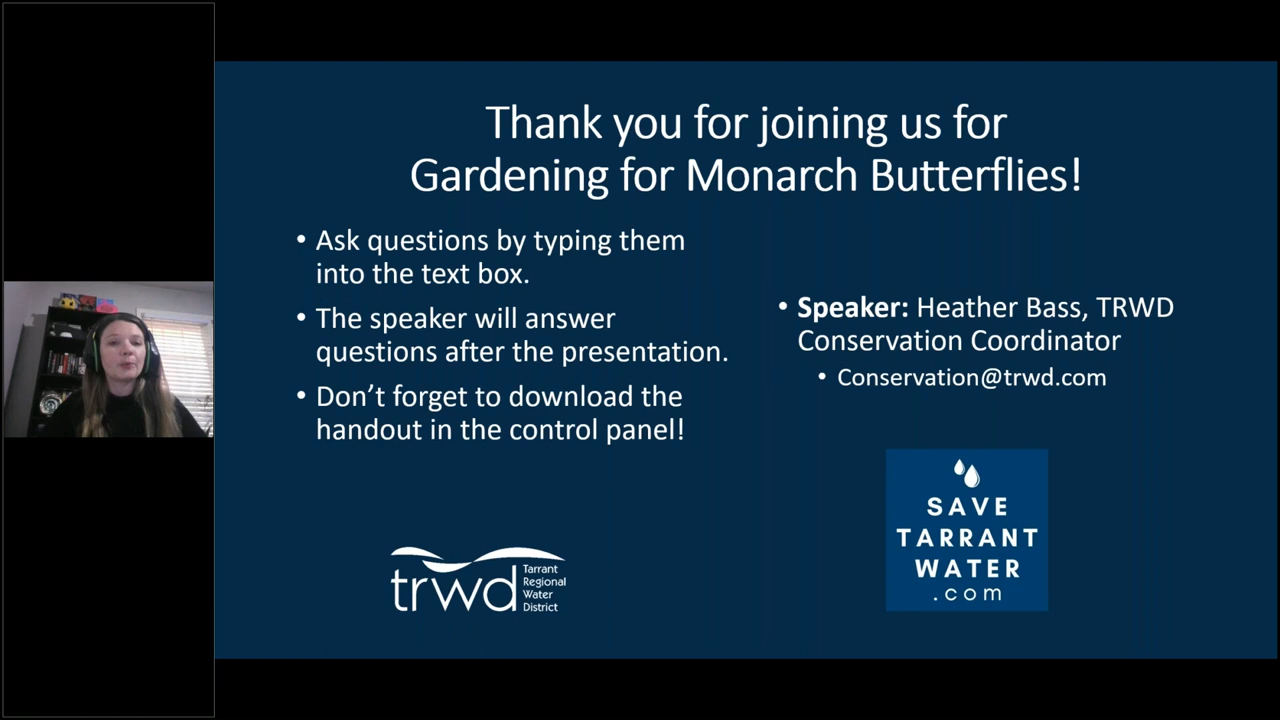 Thank you for joining us for
Gardening for Monarch Butterflies!
• Ask questions by typing them
into the text box.
• The speaker will answer
questions after the presentation.
• Don’t forget to download the
handout in the control panel!
• Speaker: Heather Bass, TRWD
Conservation Coordinator
• Conservation@trwd.com
trwd
Tarrant
Regional
Water
District
SAVE
TARRANT
WATER
.com